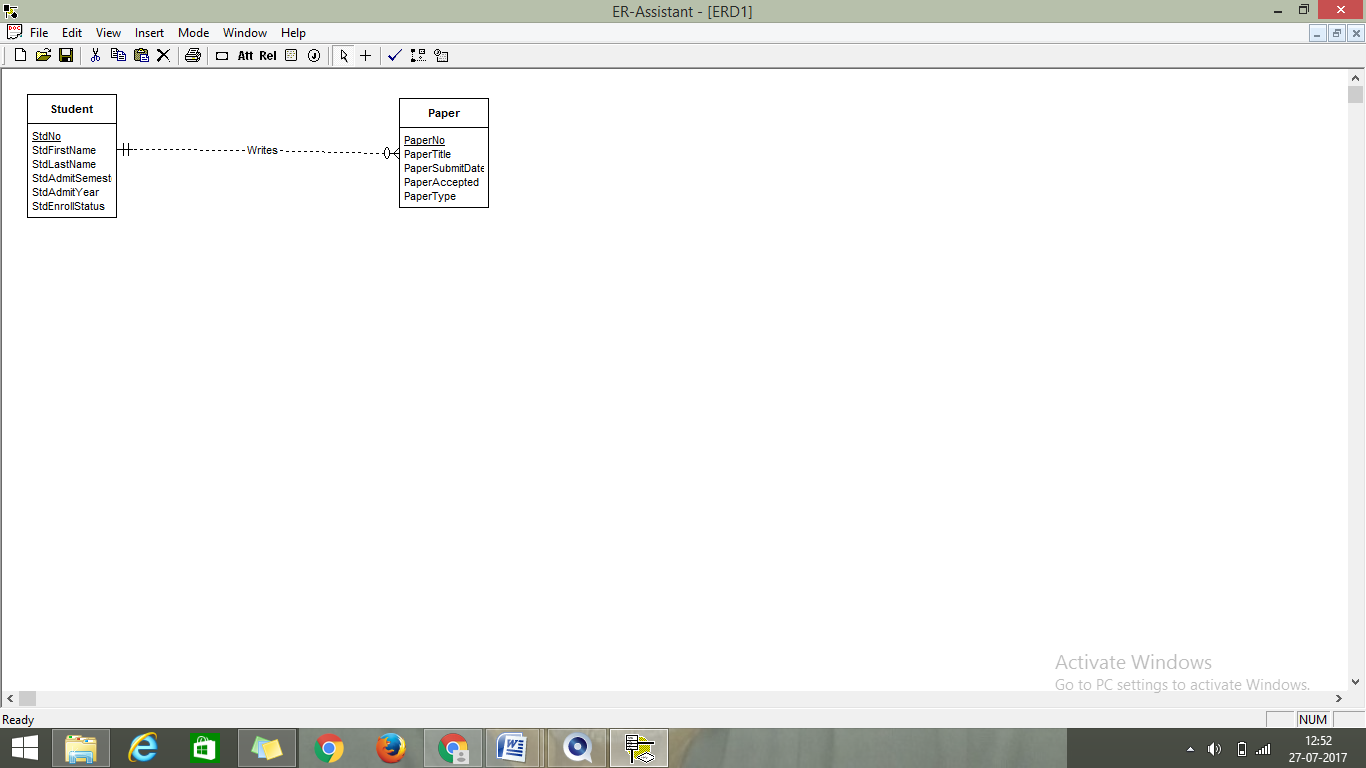 ER-Assistant - [ERD1]
File Edit View Insert Mode Window Help
Att Rel
Student
StdNo
StdFirstName
StdLastName
StdAdmitSemest
StdAdmitYear
StdEnrollStatus
Writes
Paper
PaperNo
PaperTitle
PaperSubmitDate
PaperAccepted
PaperType
Activate Windows
Go to PC settings to activate Windows.
Ready
NUM
12:52
27-07-2017